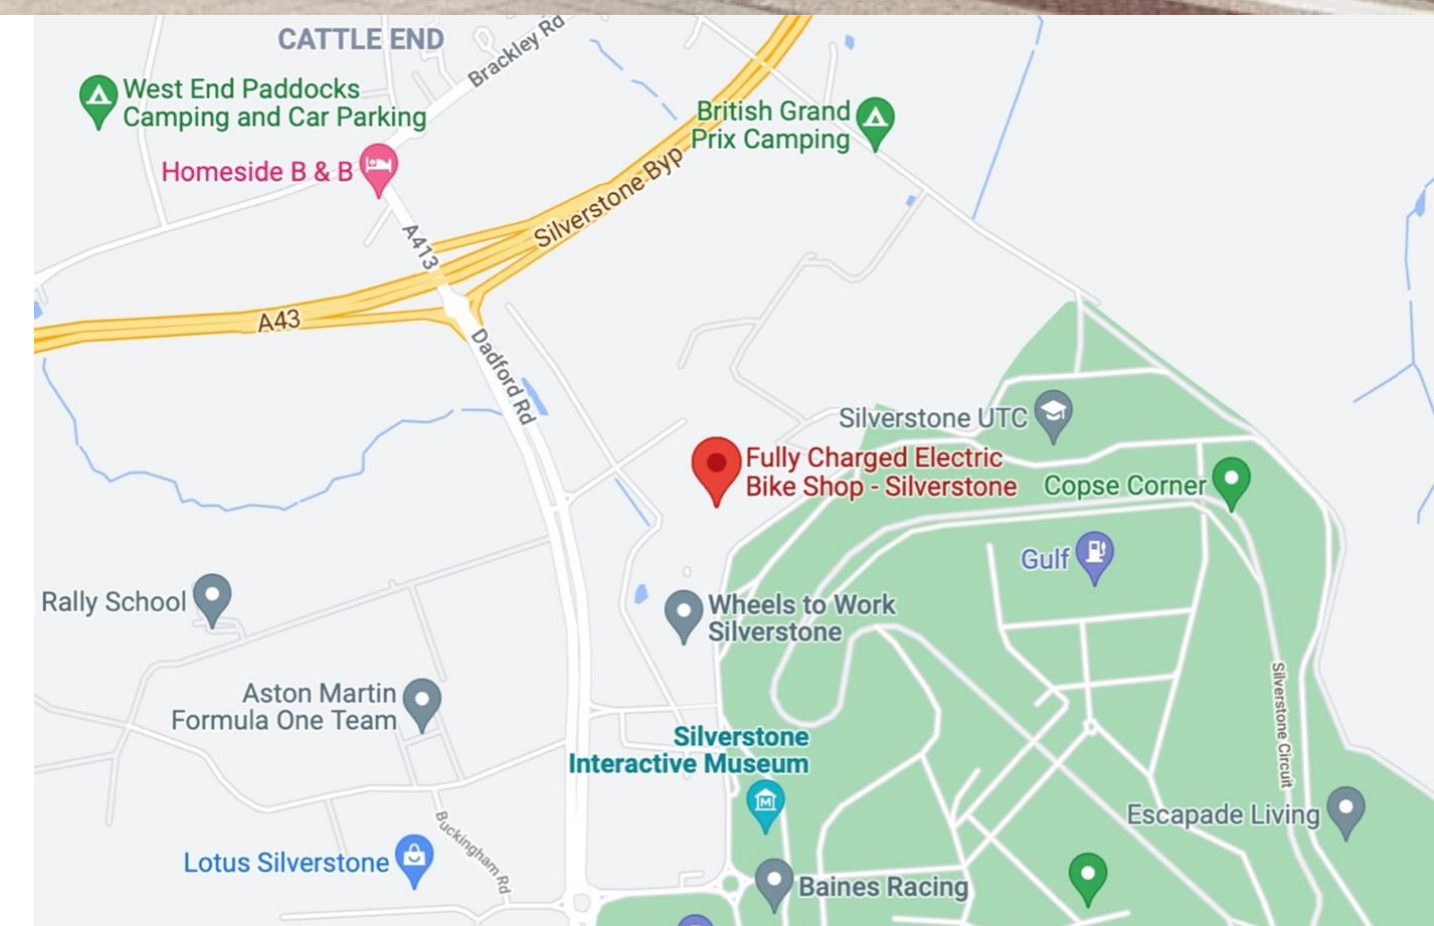 CATTLE END
Brackley Rd
West End Paddocks
Camping and Car Parking
British Grand
Prix Camping
Homeside B & B
Silverstone Byp
A413
A43
Dadford Rd
Silverstone UTC
Fully Charged Electric
Bike Shop - Silverstone
Copse Corner
Gulf
Rally School
Wheels to Work
Silverstone
Aston Martin
Formula One Team
Silverstone Circuit
Silverstone
Interactive Museum
M
Escapade Living
Buckingham Rd
Lotus Silverstone
Baines Racing